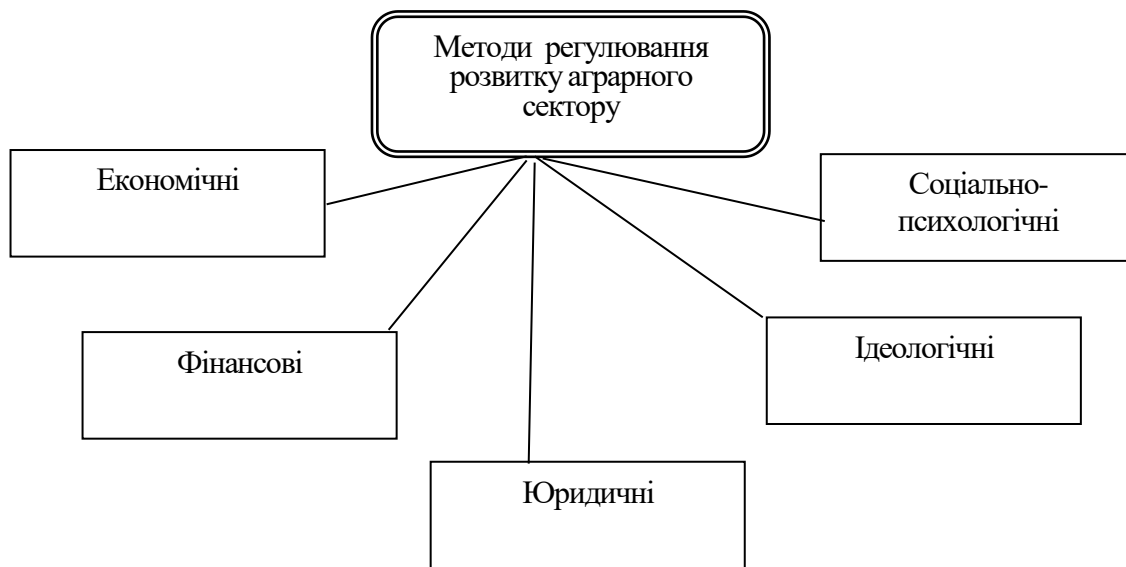 Методи регулювання
розвитку аграрного
сектору
Економічні
Соціально-
психологічні
Фінансові
Ідеологічні
Юридичні